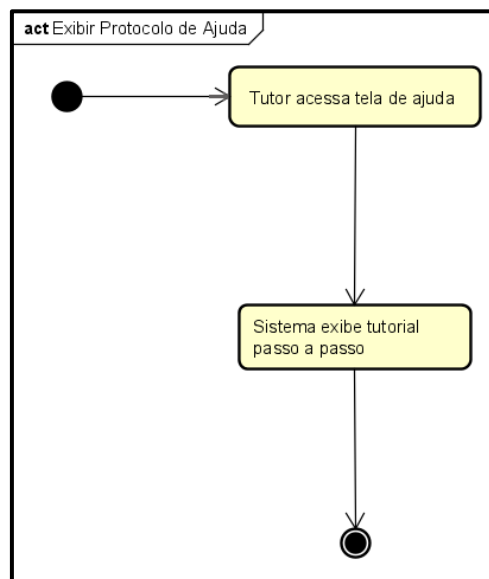 act Exibir Protocolo de Ajuda
Tutor acessa tela de ajuda
Sistema exibe tutorial
passo a passo